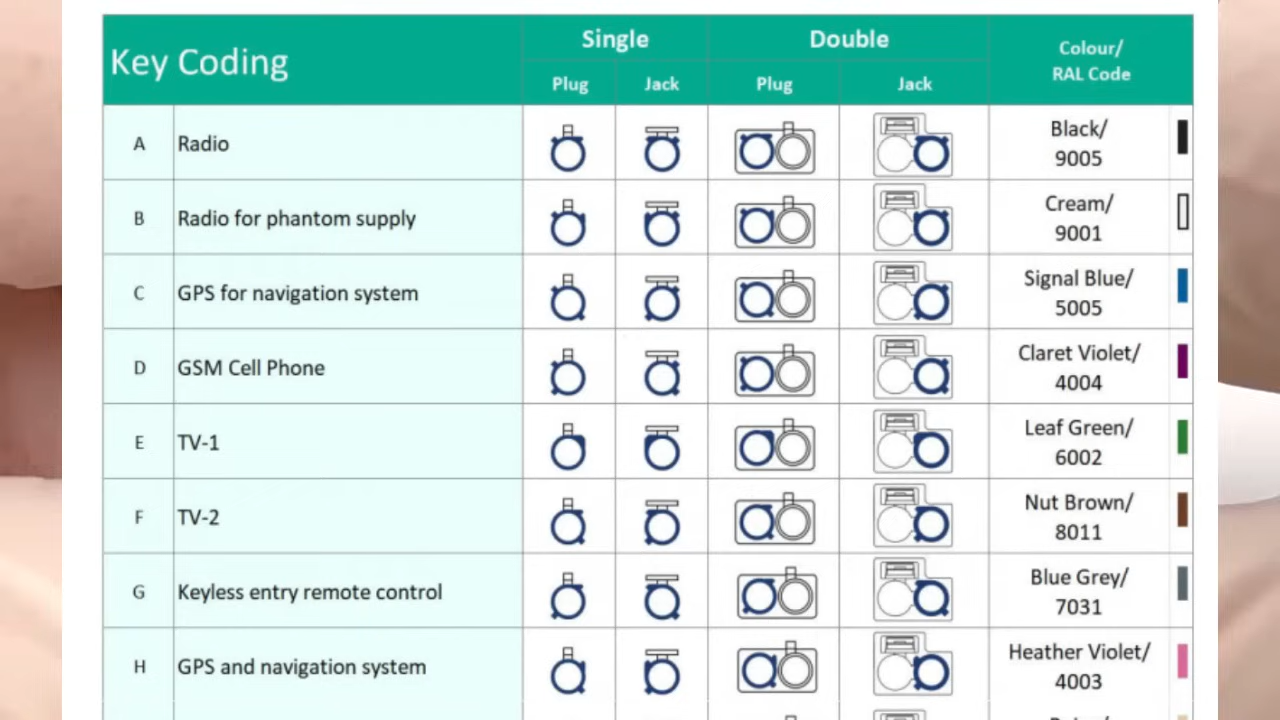 Key Coding
Single
Double
Colour/
RAL Code
Plug
Jack
Plug
Jack
A
Radio
Black/
9005
B
Radio for phantom supply
Cream/
9001
C
GPS for navigation system
Signal Blue/
5005
D
GSM Cell Phone
Claret Violet/
4004
E
TV-1
Leaf Green/
6002
F
TV-2
Nut Brown/
8011
G
Keyless entry remote control
Blue Grey/
7031
H
GPS and navigation system
Heather Violet/
4003